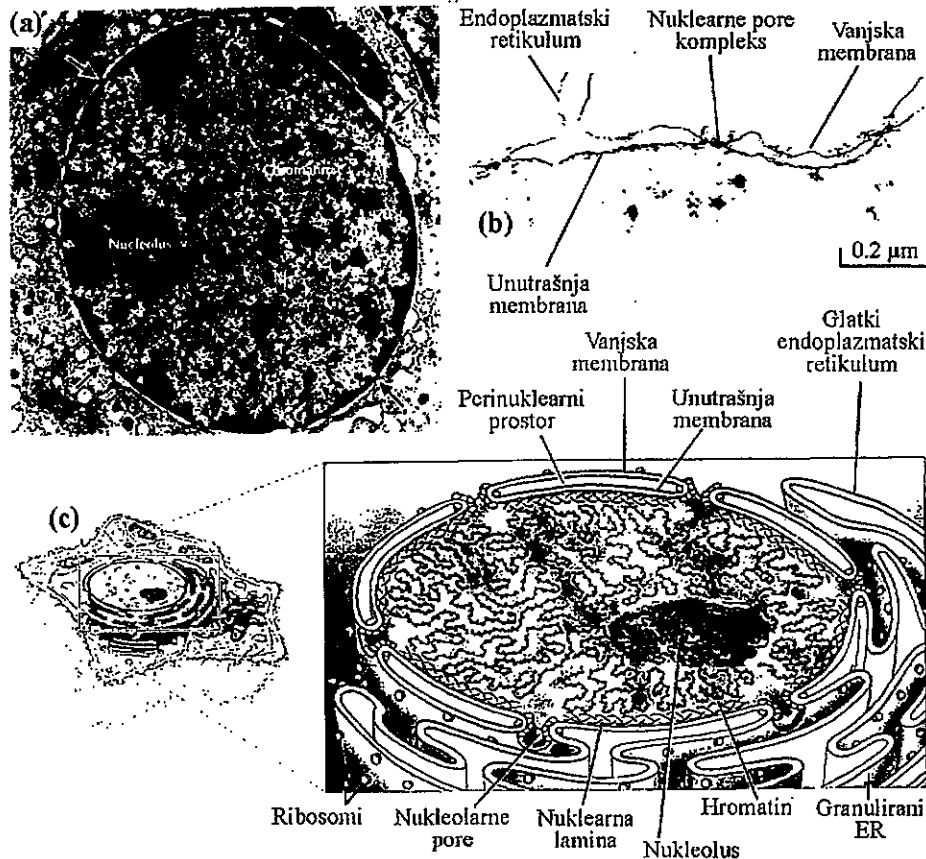 (a)
Chromatin
Nucleolus
Endoplazmatski
retikulum
Nuklearne pore
kompleks
Vanjska
membrana
(b)
0.2 µm
Unutrašnja
membrana
Vanjska
membrana
Glatki
endoplazmatski
retikulum
Perinuklearni
prostor
Unutrašnja
membrana
(c)
Ribosomi
Nukleolarne
pore
Nuklearna
lamina
Nukleolus
Hromatin
Granulirani
ER